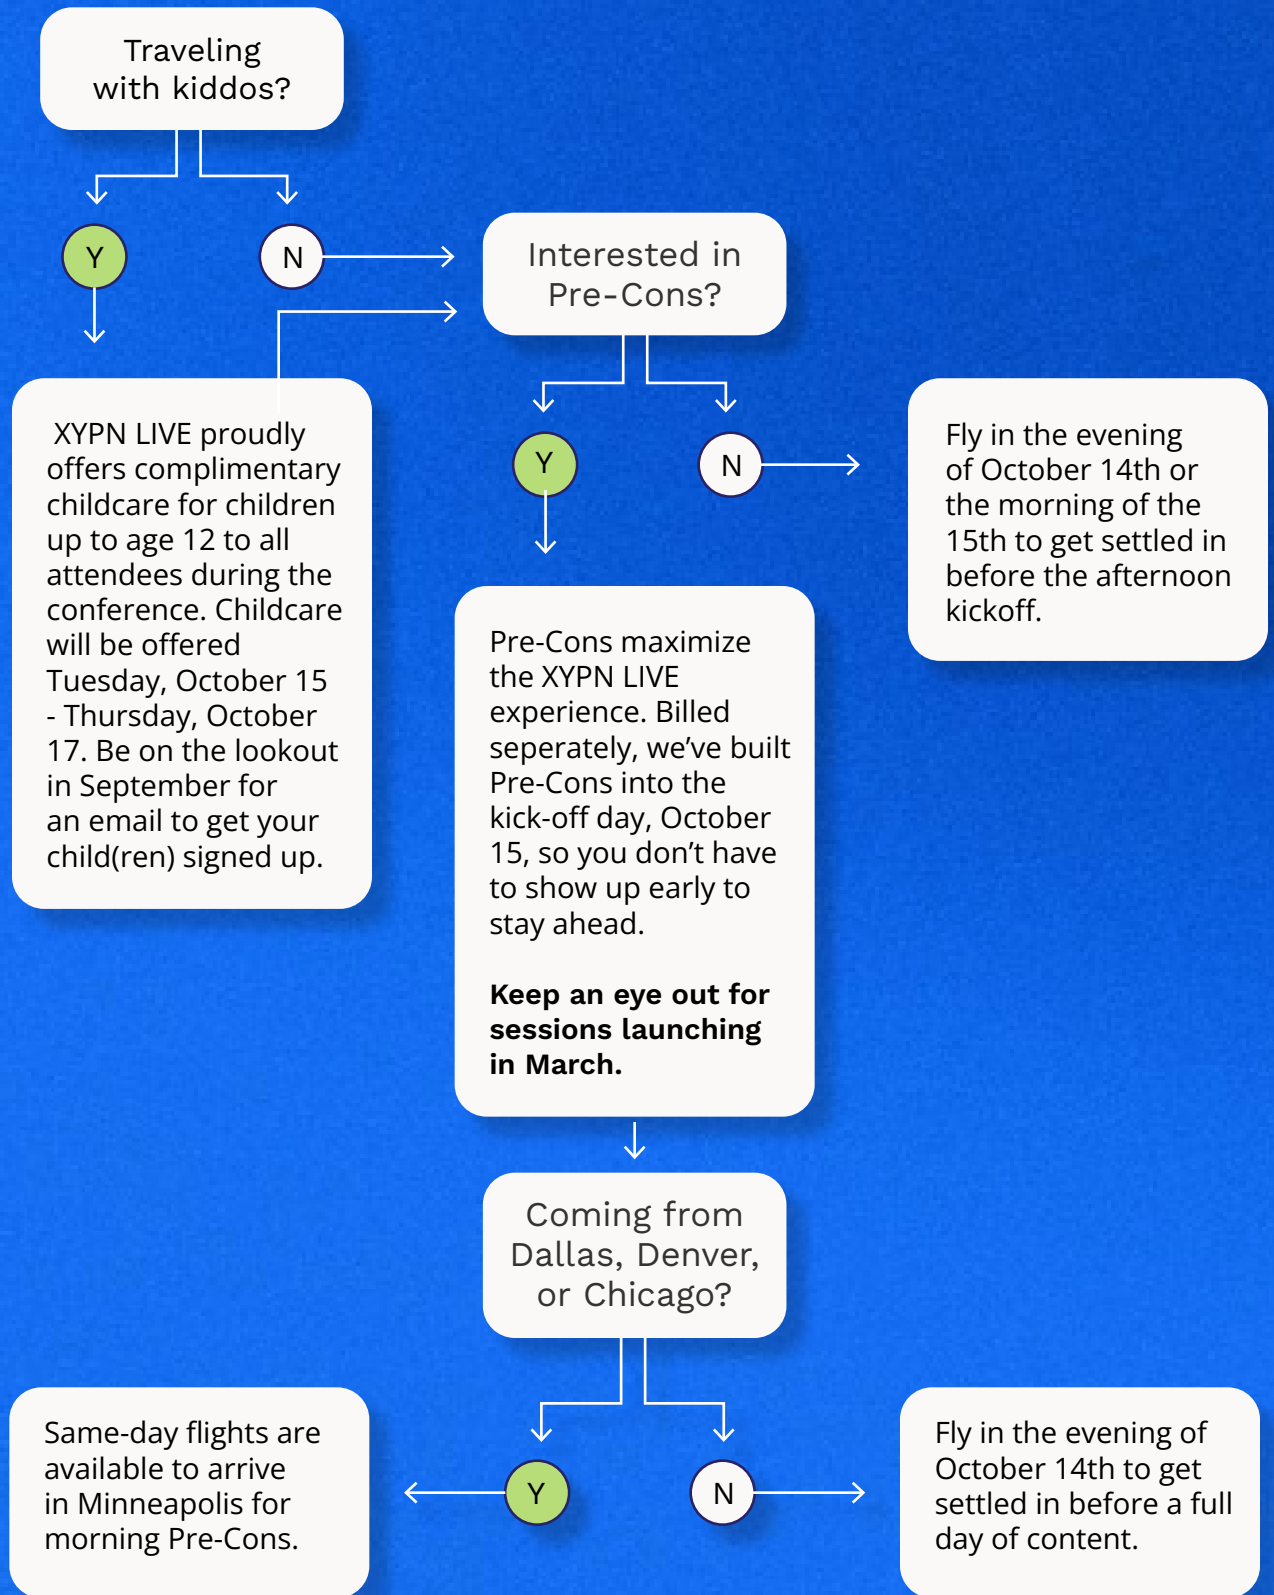 Traveling
with kiddos?
Y
N
Interested in
Pre-Cons?
XYPN LIVE proudly
offers complimentary
childcare for children
up to age 12 to all
attendees during the
conference. Childcare
will be offered
Tuesday, October 15
- Thursday, October
17. Be on the lookout
in September for
an email to get your
child(ren) signed up.
Y
N
Fly in the evening
of October 14th or
the morning of the
15th to get settled in
before the afternoon
kickoff.
Pre-Cons maximize
the XYPN LIVE
experience. Billed
seperately, we’ve built
Pre-Cons into the
kick-off day, October
15, so you don’t have
to show up early to
stay ahead.
Keep an eye out for
sessions launching
in March.
Coming from
Dallas, Denver,
or Chicago?
Y
N
Same-day flights are
available to arrive
in Minneapolis for
morning Pre-Cons.
Fly in the evening of
October 14th to get
settled in before a full
day of content.